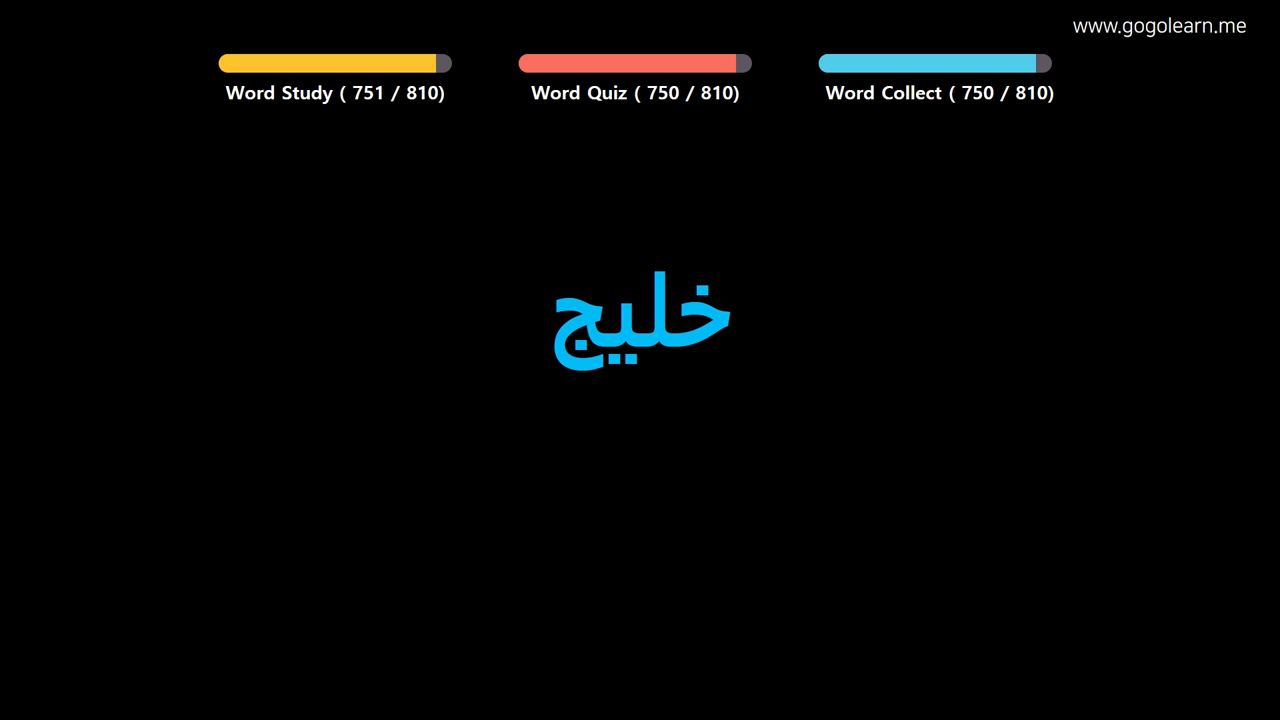 www.gogolearn.me
Word Study ( 751 / 810)
Word Quiz ( 750 / 810)
Word Collect ( 750 / 810)
خليج